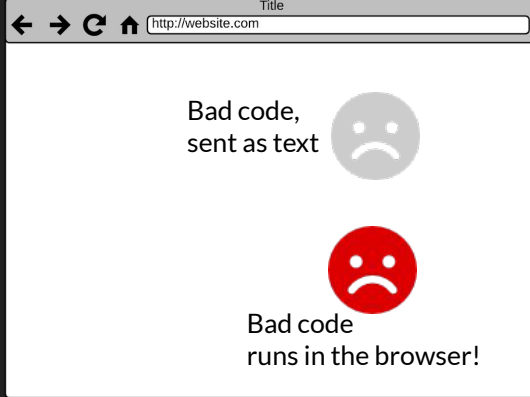 Title
http://website.com
Bad code,
sent as text
Bad code
runs in the browser!